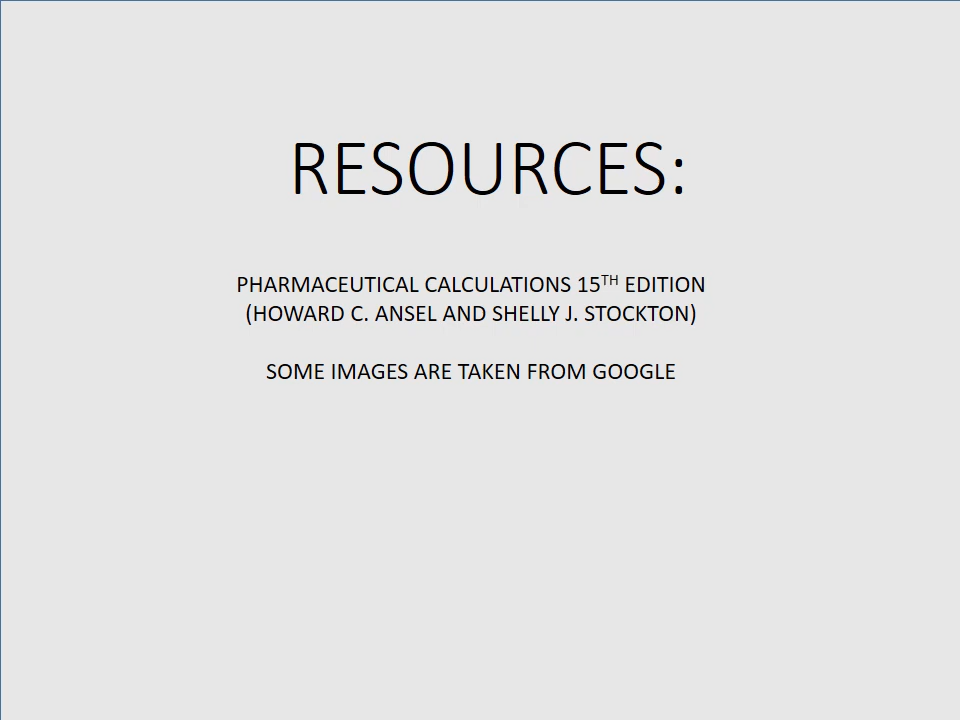 RESOURCES:
PHARMACEUTICAL CALCULATIONS 15TH EDITION
(HOWARD C. ANSEL AND SHELLY J. STOCKTON)
SOME IMAGES ARE TAKEN FROM GOOGLE